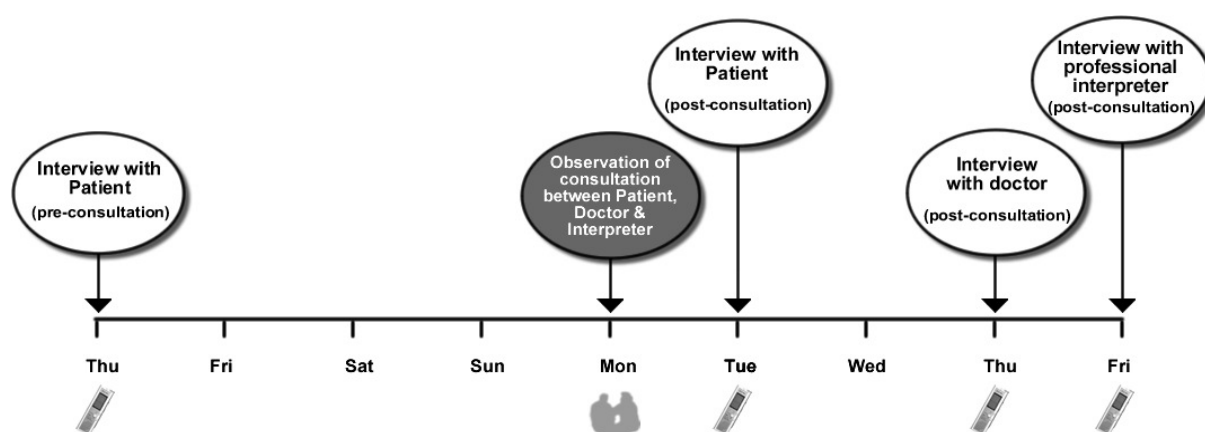 Interview with
Patient
(pre-consultation)
Observation of
consultation
between Patient,
Doctor &
Interpreter
Interview with
Patient
(post-consultation)
Interview
with doctor
(post-consultation)
Interview with
professional
interpreter
(post-consultation)
Thu Fri Sat Sun Mon Tue Wed Thu Fri